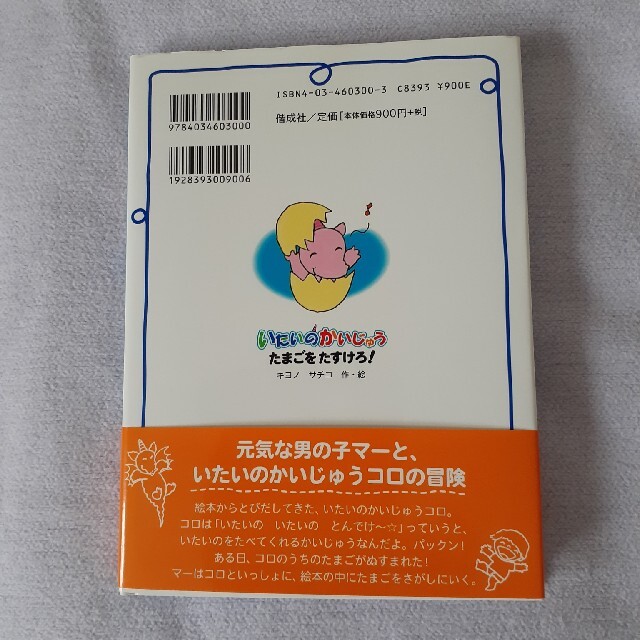 ISBN4-03-460300-3 C8393 ¥900E
9784034603000
偕成社/定価[本体価格900円+税]
1928393009006
いたいのかいじゅう
たまごを たすけろ!
キヨノ サチコ 作・絵
元気な男の子マーと、
いたいのかいじゅうコロの冒険
絵本からとびだしてきた、いたいのかいじゅうコロ。
コロは「いたいの いたいの とんでけ〜☆」っていうと、
いたいのをたべてくれるかいじゅうなんだよ。パックン!
ある日、コロのうちのたまごがぬすまれた!
マーはコロといっしょに、絵本の中にたまごをさがしにいく。